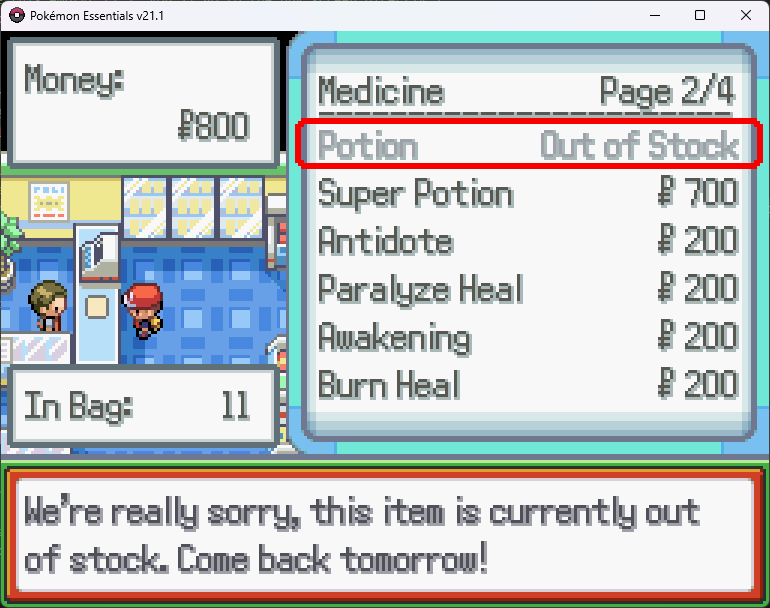 Pokémon Essentials v21.1
Money:
₽800
Medicine Page 2/4
Potion Out of Stock
Super Potion ₽ 700
Antidote ₽ 200
Paralyze Heal ₽ 200
Awakening ₽ 200
Burn Heal ₽ 200
In Bag: 11
We're really sorry, this item is currently out
of stock. Come back tomorrow!